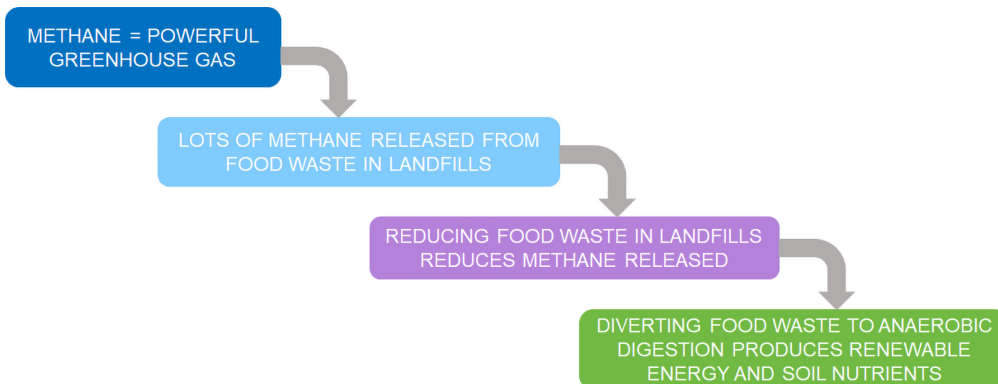 METHANE = POWERFUL
GREENHOUSE GAS
LOTS OF METHANE RELEASED FROM
FOOD WASTE IN LANDFILLS
REDUCING FOOD WASTE IN LANDFILLS
REDUCES METHANE RELEASED
DIVERTING FOOD WASTE TO ANAEROBIC
DIGESTION PRODUCES RENEWABLE
ENERGY AND SOIL NUTRIENTS